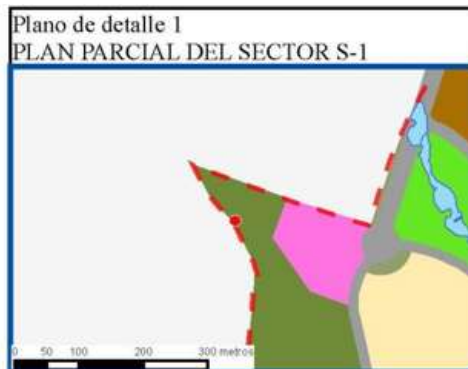 Plano de detalle 1
PLAN PARCIAL DEL SECTOR S-1
0 50 100 200 300 metros